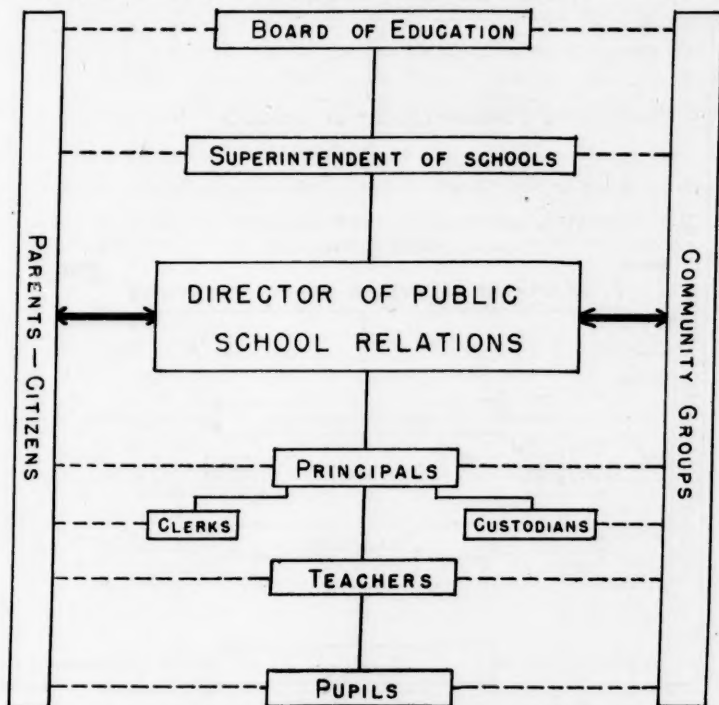 BOARD OF EDUCATION
SUPERINTENDENT OF SCHOOLS
PARENTS — CITIZENS
DIRECTOR OF PUBLIC
SCHOOL RELATIONS
COMMUNITY GROUPS
PRINCIPALS
CLERKS
CUSTODIANS
TEACHERS
PUPILS